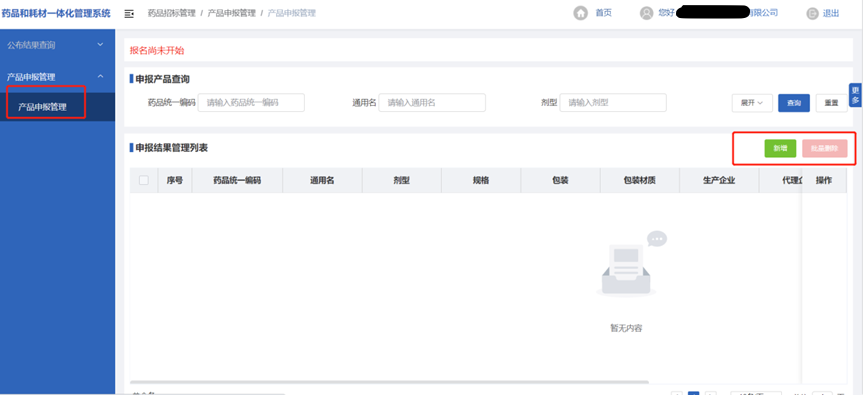 药品和耗材一体化管理系统
药品招标管理 / 产品申报管理 / 产品申报管理
首页
您好 有限公司
退出
公布结果查询
产品申报管理
产品申报管理
报名尚未开始
申报产品查询
药品统一编码 请输入药品统一编码 通用名 请输入通用名 剂型 请输入剂型 展开 查询 重置
更多
申报结果管理列表
新增 批量删除
序号 药品统一编码 通用名 剂型 规格 包装 包装材质 生产企业 代理企 操作
暂无内容